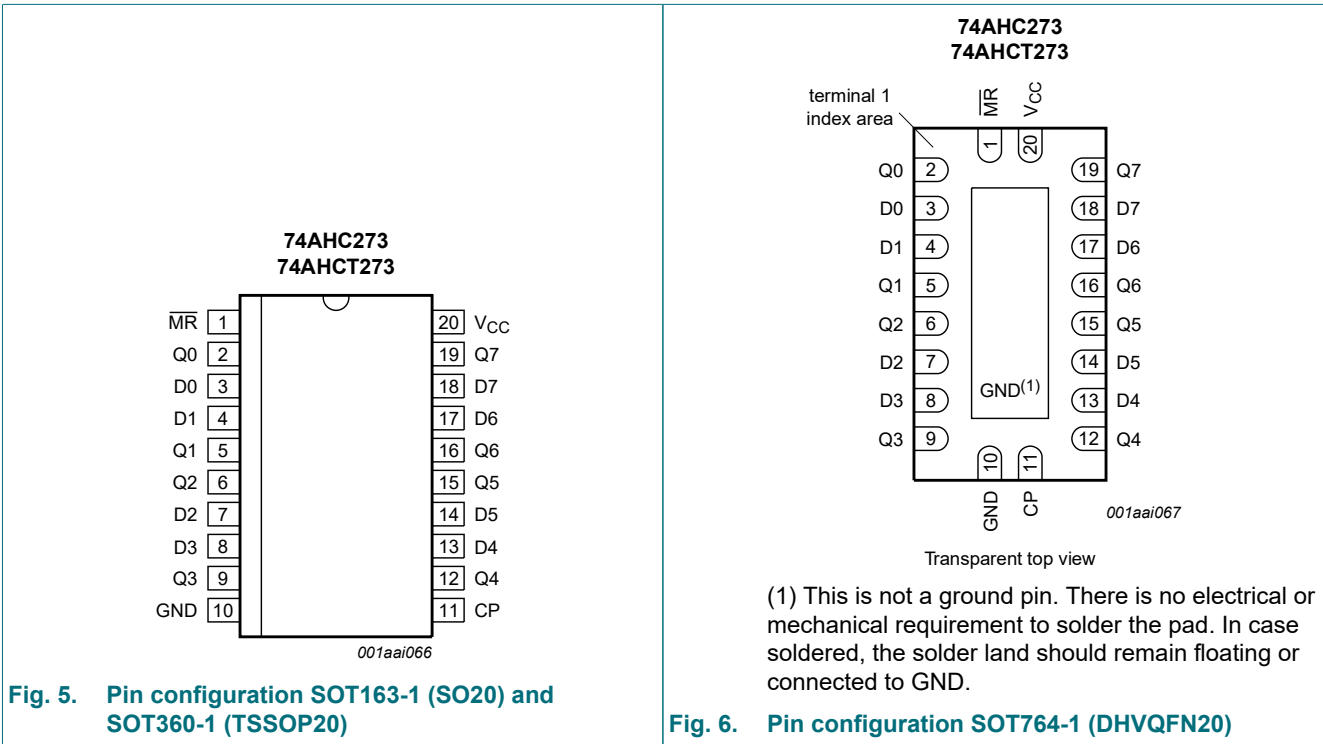 74AHC273
74AHCT273
M̅R̅ 1
Q0 2
D0 3
D1 4
Q1 5
Q2 6
D2 7
D3 8
Q3 9
GND 10
20 VCC
19 Q7
18 D7
17 D6
16 Q6
15 Q5
14 D5
13 D4
12 Q4
11 CP
001aai066
Fig. 5. Pin configuration SOT163-1 (SO20) and
SOT360-1 (TSSOP20)
74AHC273
74AHCT273
terminal 1
index area
M̅R̅ VCC
1 20
Q0 2 19 Q7
D0 3 18 D7
D1 4 17 D6
Q1 5 16 Q6
Q2 6 15 Q5
D2 7 14 D5
D3 8 GND(1) 13 D4
Q3 9 12 Q4
10 11
GND CP
001aai067
Transparent top view
(1) This is not a ground pin. There is no electrical or
mechanical requirement to solder the pad. In case
soldered, the solder land should remain floating or
connected to GND.
Fig. 6. Pin configuration SOT764-1 (DHVQFN20)